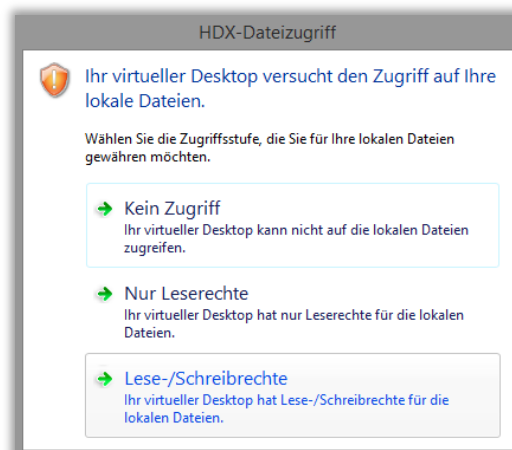 HDX-Dateizugriff
Ihr virtueller Desktop versucht den Zugriff auf Ihre
lokale Dateien.
Wählen Sie die Zugriffsstufe, die Sie für Ihre lokalen Dateien
gewähren möchten.
Kein Zugriff
Ihr virtueller Desktop kann nicht auf die lokalen Dateien
zugreifen.
Nur Leserechte
Ihr virtueller Desktop hat nur Leserechte für die lokalen
Dateien.
Lese-/Schreibrechte
Ihr virtueller Desktop hat Lese-/Schreibrechte für die
lokalen Dateien.